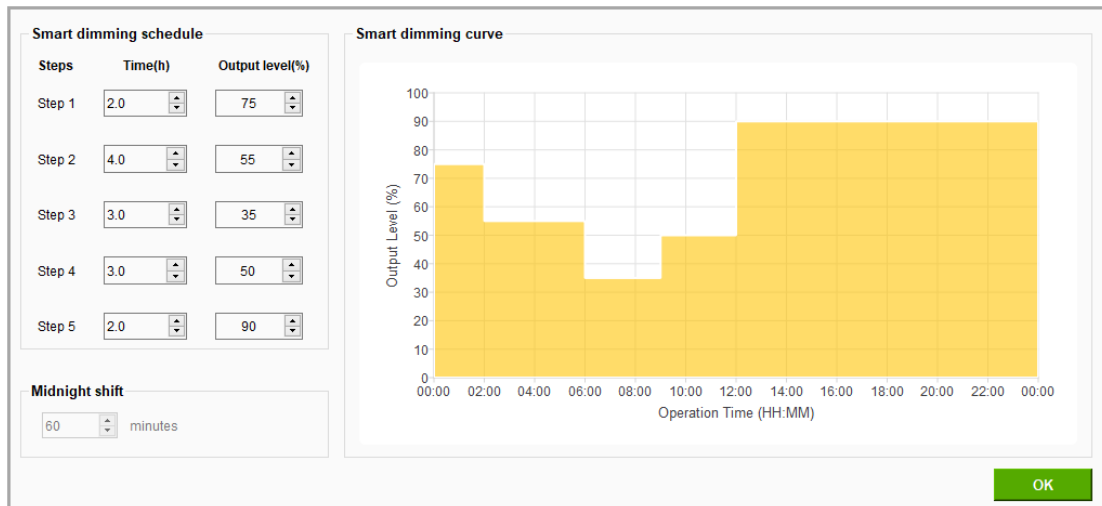 Smart dimming schedule
Steps Time(h) Output level(%)
Step 1 2.0 75
Step 2 4.0 55
Step 3 3.0 35
Step 4 3.0 50
Step 5 2.0 90
Midnight shift
60 minutes
Smart dimming curve
Output Level (%)
100
90
80
70
60
50
40
30
20
10
0
00:00 02:00 04:00 06:00 08:00 10:00 12:00 14:00 16:00 18:00 20:00 22:00 00:00
Operation Time (HH:MM)
OK